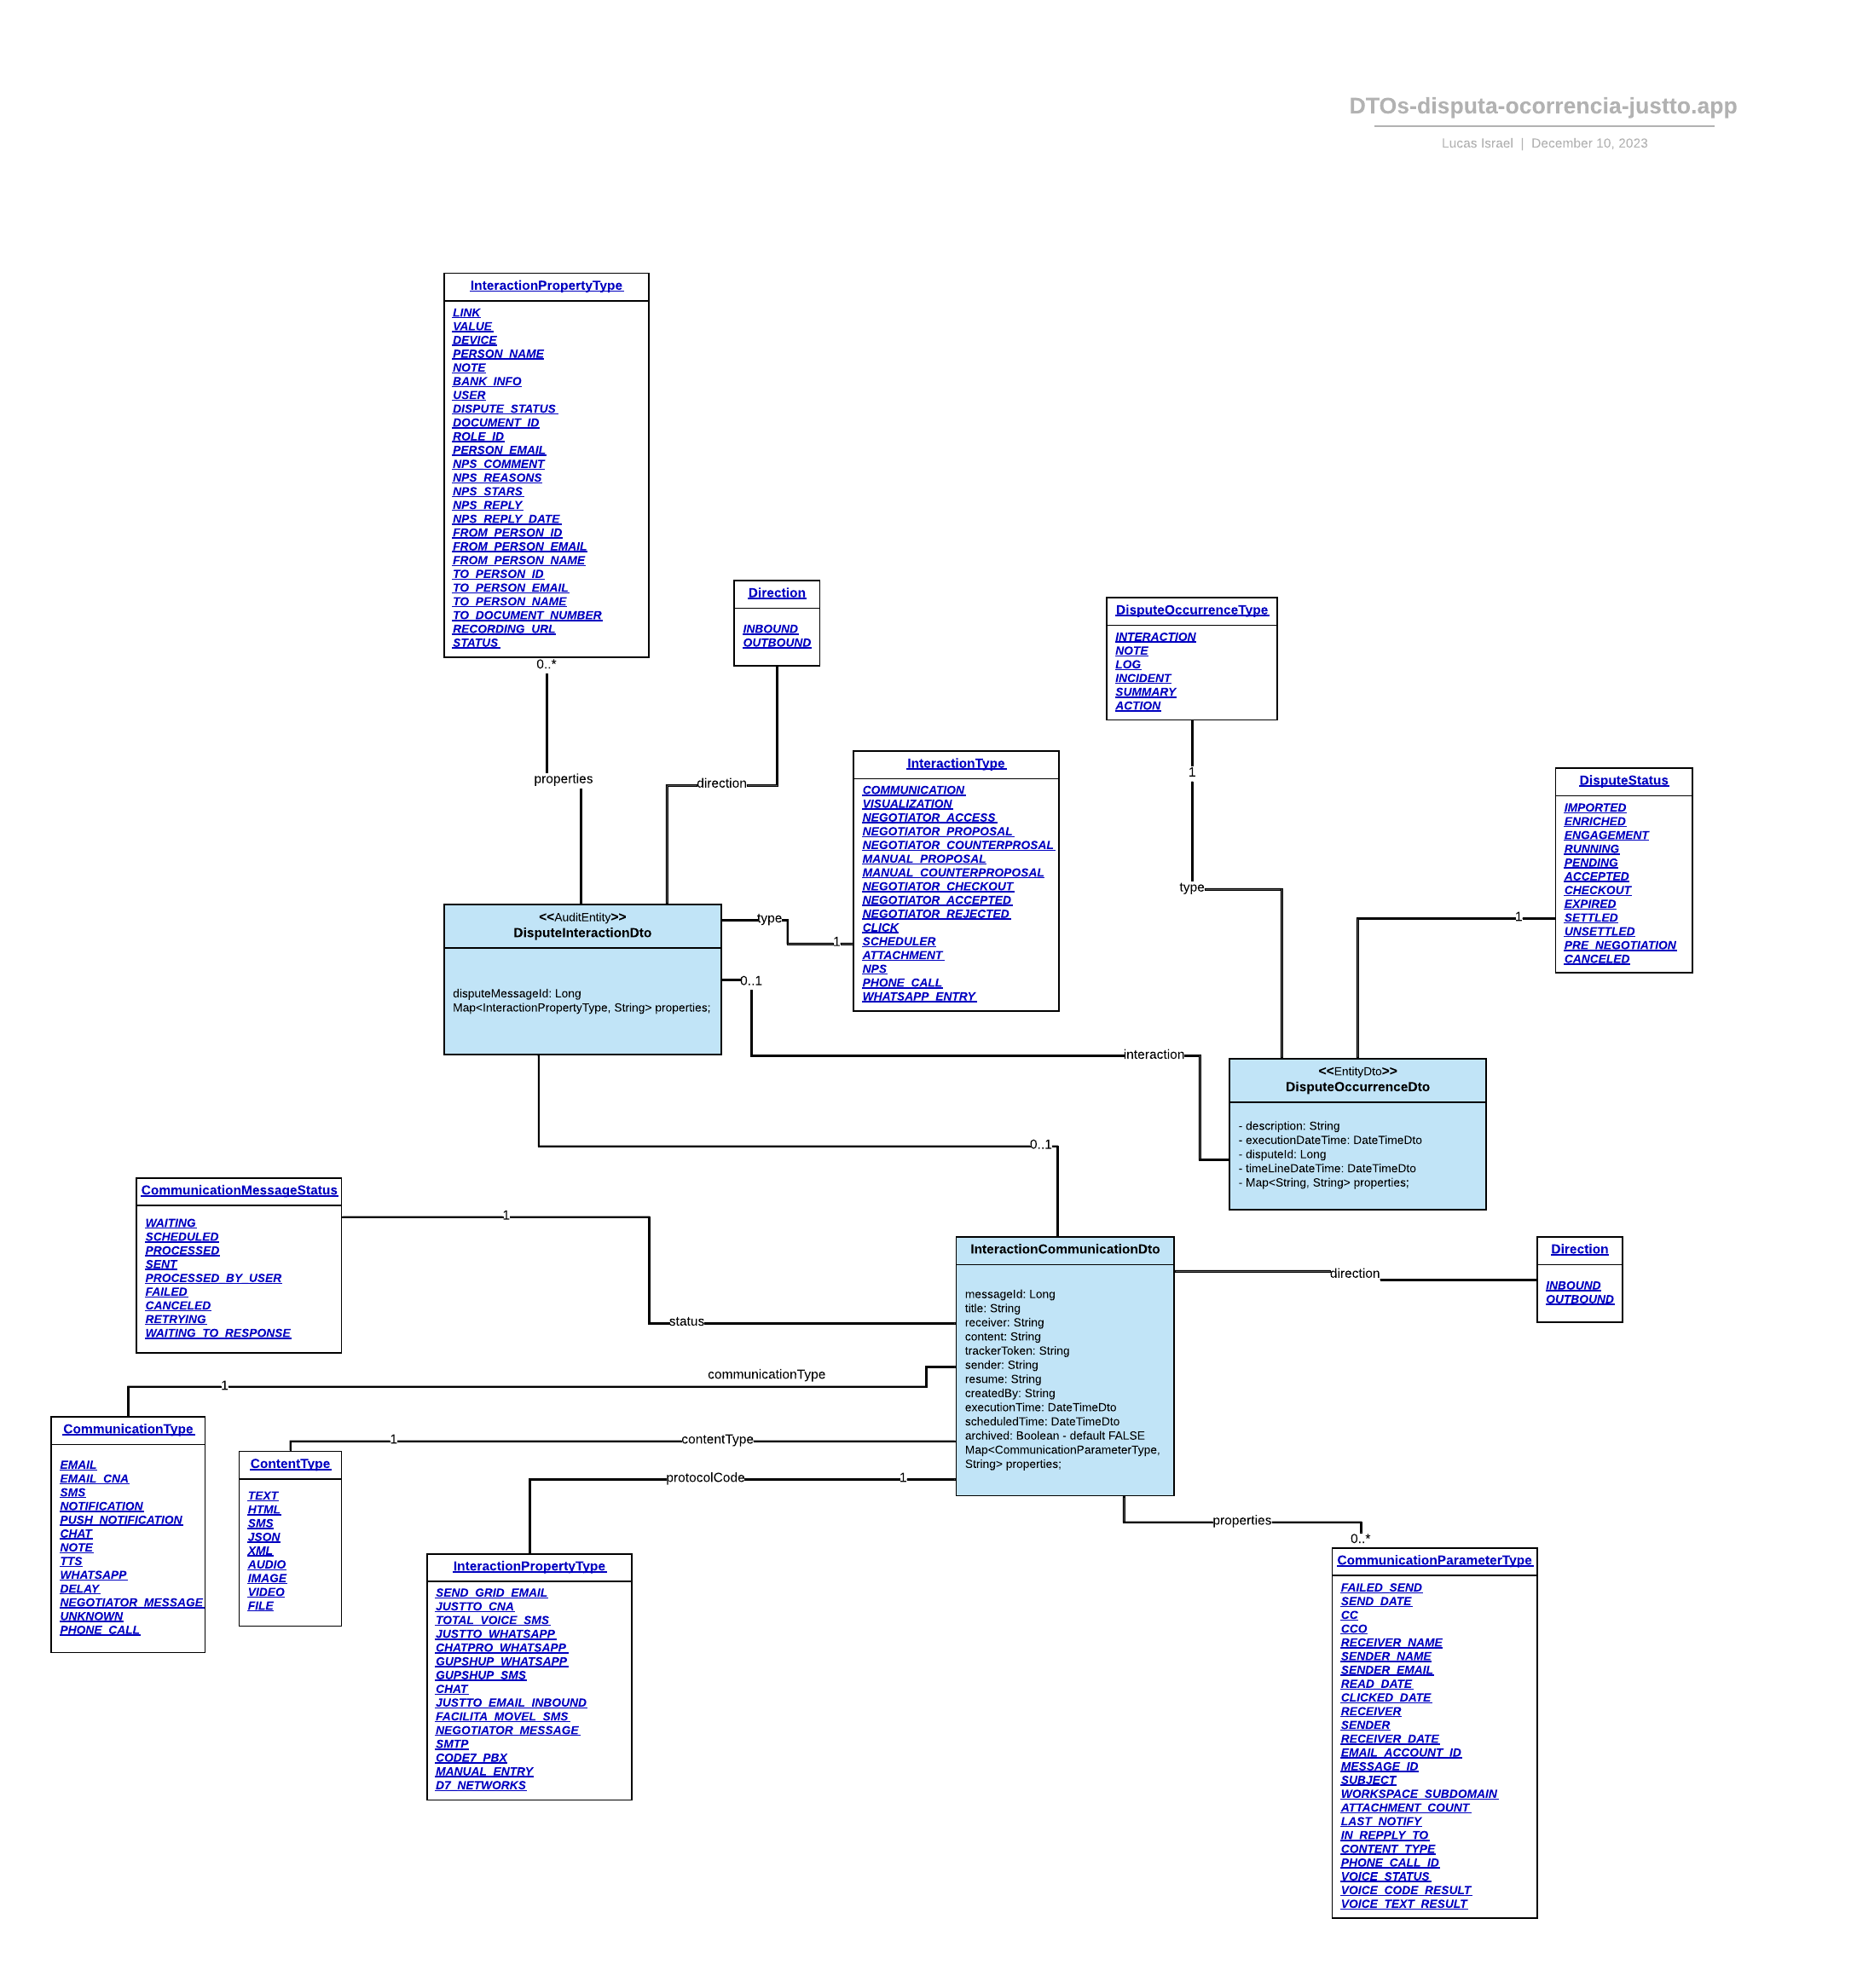 DTOs-disputa-ocorrencia-justto.app
Lucas Israel | December 10, 2023
InteractionPropertyType
LINK
VALUE
DEVICE
PERSON_NAME
NOTE
BANK_INFO
USER
DISPUTE_STATUS
DOCUMENT_ID
ROLE_ID
PERSON_EMAIL
NPS_COMMENT
NPS_REASONS
NPS_STARS
NPS_REPLY
NPS_REPLY_DATE
FROM_PERSON_ID
FROM_PERSON_EMAIL
FROM_PERSON_NAME
TO_PERSON_ID
TO_PERSON_EMAIL
TO_PERSON_NAME
TO_DOCUMENT_NUMBER
RECORDING_URL
STATUS
0..*
properties
Direction
INBOUND
OUTBOUND
direction
DisputeOccurrenceType
INTERACTION
NOTE
LOG
INCIDENT
SUMMARY
ACTION
1
type
InteractionType
COMMUNICATION
VISUALIZATION
NEGOTIATOR_ACCESS
NEGOTIATOR_PROPOSAL
NEGOTIATOR_COUNTERPROSAL
MANUAL_PROPOSAL
MANUAL_COUNTERPROPOSAL
NEGOTIATOR_CHECKOUT
NEGOTIATOR_ACCEPTED
NEGOTIATOR_REJECTED
CLICK
SCHEDULER
ATTACHMENT
NPS
PHONE_CALL
WHATSAPP_ENTRY
DisputeStatus
IMPORTED
ENRICHED
ENGAGEMENT
RUNNING
PENDING
ACCEPTED
CHECKOUT
EXPIRED
SETTLED
UNSETTLED
PRE_NEGOTIATION
CANCELED
1
<<AuditEntity>>
DisputeInteractionDto
disputeMessageId: Long
Map<InteractionPropertyType, String> properties;
type
1
0..1
interaction
<<EntityDto>>
DisputeOccurrenceDto
- description: String
- executionDateTime: DateTimeDto
- disputeId: Long
- timeLineDateTime: DateTimeDto
- Map<String, String> properties;
0..1
CommunicationMessageStatus
WAITING
SCHEDULED
PROCESSED
SENT
PROCESSED_BY_USER
FAILED
CANCELED
RETRYING
WAITING_TO_RESPONSE
1
status
InteractionCommunicationDto
messageId: Long
title: String
receiver: String
content: String
trackerToken: String
sender: String
resume: String
createdBy: String
executionTime: DateTimeDto
scheduledTime: DateTimeDto
archived: Boolean - default FALSE
Map<CommunicationParameterType,
String> properties;
direction
Direction
INBOUND
OUTBOUND
communicationType
1
CommunicationType
EMAIL
EMAIL_CNA
SMS
NOTIFICATION
PUSH_NOTIFICATION
CHAT
NOTE
TTS
WHATSAPP
DELAY
NEGOTIATOR_MESSAGE
UNKNOWN
PHONE_CALL
1
contentType
ContentType
TEXT
HTML
SMS
JSON
XML
AUDIO
IMAGE
VIDEO
FILE
protocolCode
1
InteractionPropertyType
SEND_GRID_EMAIL
JUSTTO_CNA
TOTAL_VOICE_SMS
JUSTTO_WHATSAPP
CHATPRO_WHATSAPP
GUPSHUP_WHATSAPP
GUPSHUP_SMS
CHAT
JUSTTO_EMAIL_INBOUND
FACILITA_MOVEL_SMS
NEGOTIATOR_MESSAGE
SMTP
CODE7_PBX
MANUAL_ENTRY
D7_NETWORKS
properties
0..*
CommunicationParameterType
FAILED_SEND
SEND_DATE
CC
CCO
RECEIVER_NAME
SENDER_NAME
SENDER_EMAIL
READ_DATE
CLICKED_DATE
RECEIVER
SENDER
RECEIVER_DATE
EMAIL_ACCOUNT_ID
MESSAGE_ID
SUBJECT
WORKSPACE_SUBDOMAIN
ATTACHMENT_COUNT
LAST_NOTIFY
IN_REPPLY_TO
CONTENT_TYPE
PHONE_CALL_ID
VOICE_STATUS
VOICE_CODE_RESULT
VOICE_TEXT_RESULT